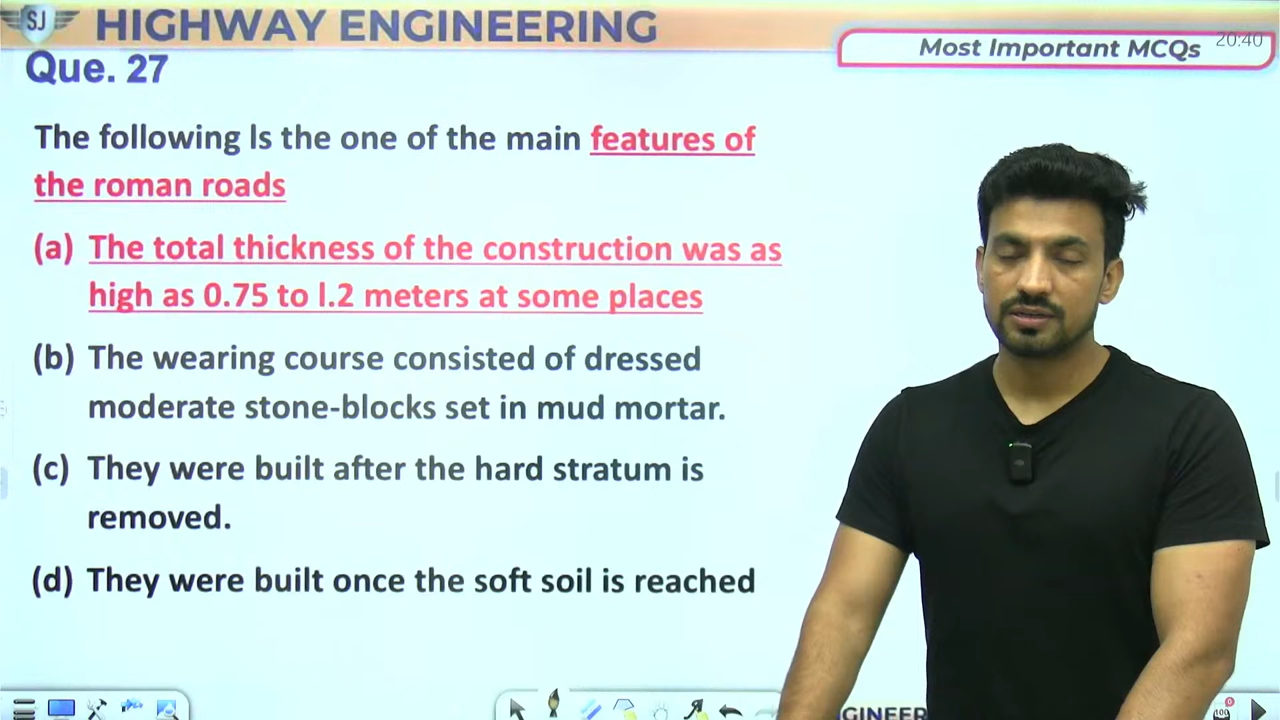 SJ
HIGHWAY ENGINEERING
Most Important MCQs
20:40
Que. 27
The following Is the one of the main features of
the roman roads
(a) The total thickness of the construction was as
high as 0.75 to l.2 meters at some places
(b) The wearing course consisted of dressed
moderate stone-blocks set in mud mortar.
(c) They were built after the hard stratum is
removed.
(d) They were built once the soft soil is reached
GINEER